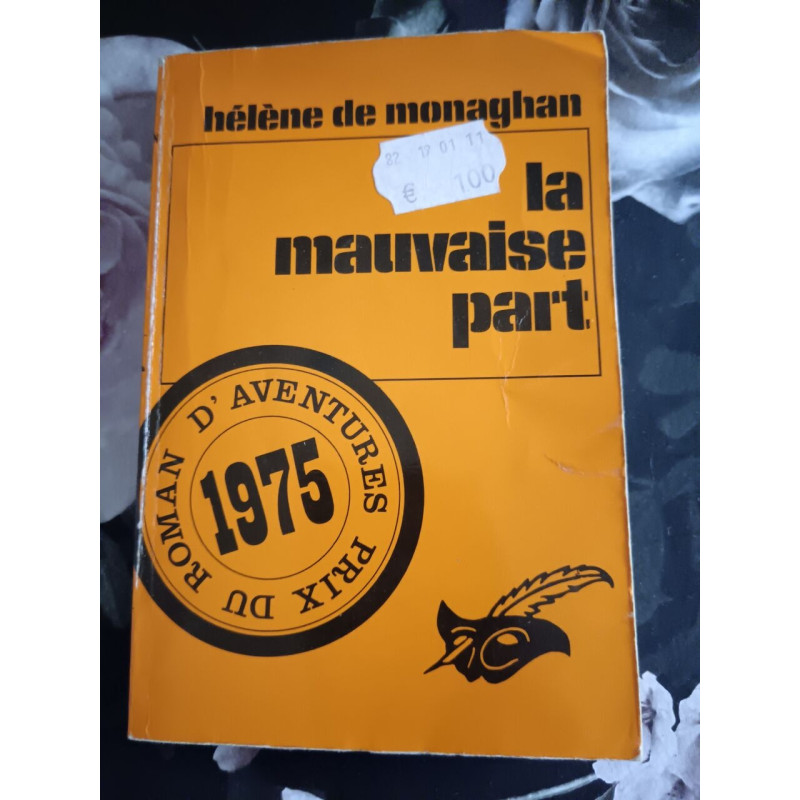 hélène de monaghan
22 17 01 11
€ 100
la
mauvaise
part
PRIX DU ROMAN D'AVENTURES
1975